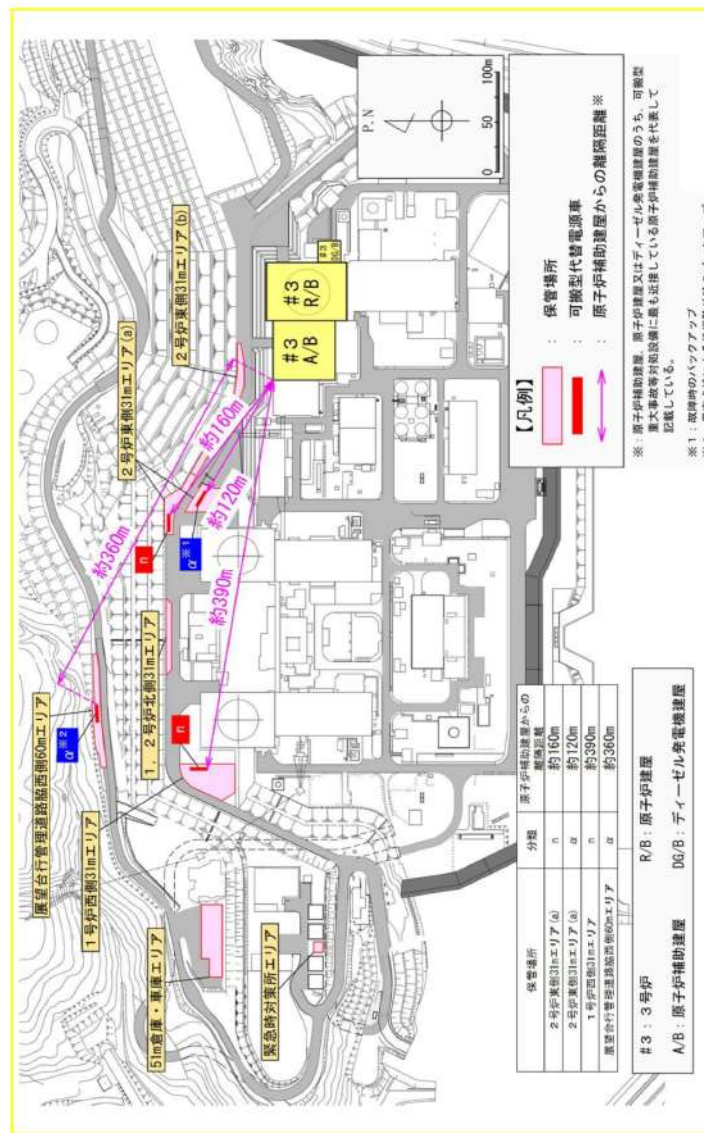 展望台行管理道路脇西側60mエリア
1号炉西側31mエリア
51m倉庫・車庫エリア
緊急時対策所エリア
1,2号炉北側31mエリア
2号炉東側31mエリア(a)
2号炉東側31mエリア(b)
α※2
n
n
α※1
約360m
約160m
約120m
約390m
#3
A/B
#3
R/B
#3
DG/B
P.N
0 50 100m
【凡例】
: 保管場所
: 可搬型代替電源車
: 原子炉補助建屋からの離隔距離※
※:原子炉補助建屋、原子炉建屋又はディーゼル発電機建屋のうち、可搬型
重大事故等対処設備に最も近接している原子炉補助建屋を代表して
記載している。
※1:故障時のバックアップ
保管場所 分類 原子炉補助建屋からの
離隔距離
2号炉東側31mエリア(a) n 約160m
2号炉東側31mエリア(a) α 約120m
1号炉西側31mエリア n 約390m
展望台行管理道路脇西側60mエリア α 約360m
#3:3号炉 R/B:原子炉建屋
A/B:原子炉補助建屋 DG/B:ディーゼル発電機建屋